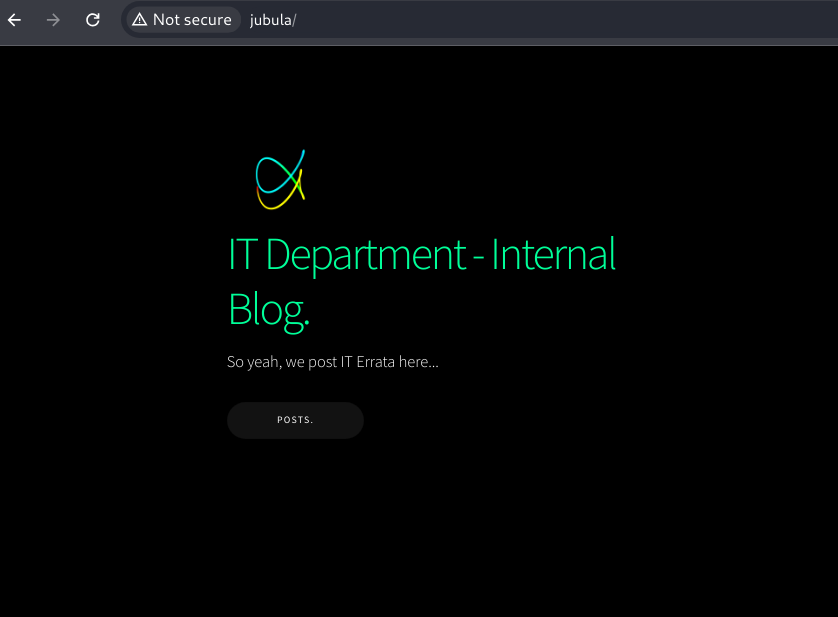 Not secure jubula/
IT Department - Internal
Blog.
So yeah, we post IT Errata here...
POSTS.